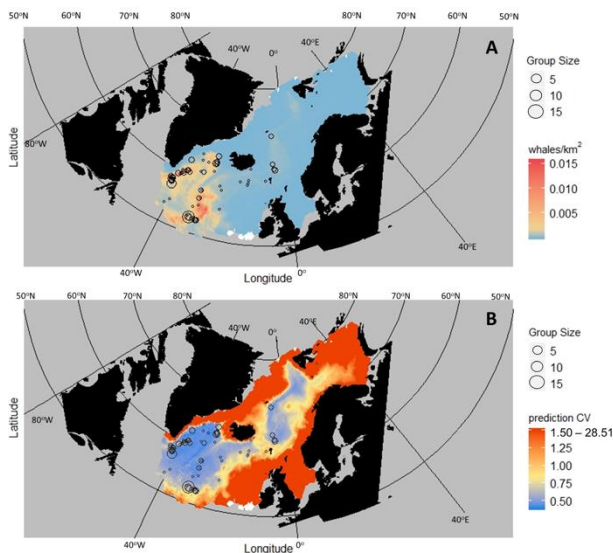 50°N 60°N 70°N 80°N 80°N 70°N 60°N 50°N
40°W 0° 40°E
A
Latitude
80°W
40°E
40°W
0°
Longitude
Group Size
5
10
15
whales/km²
0.015
0.010
0.005
50°N 60°N 70°N 80°N 80°N 70°N 60°N 50°N
40°W 0° 40°E
B
Latitude
80°W
40°E
40°W
0°
Longitude
Group Size
5
10
15
prediction CV
1.50 – 28.51
1.25
1.00
0.75
0.50